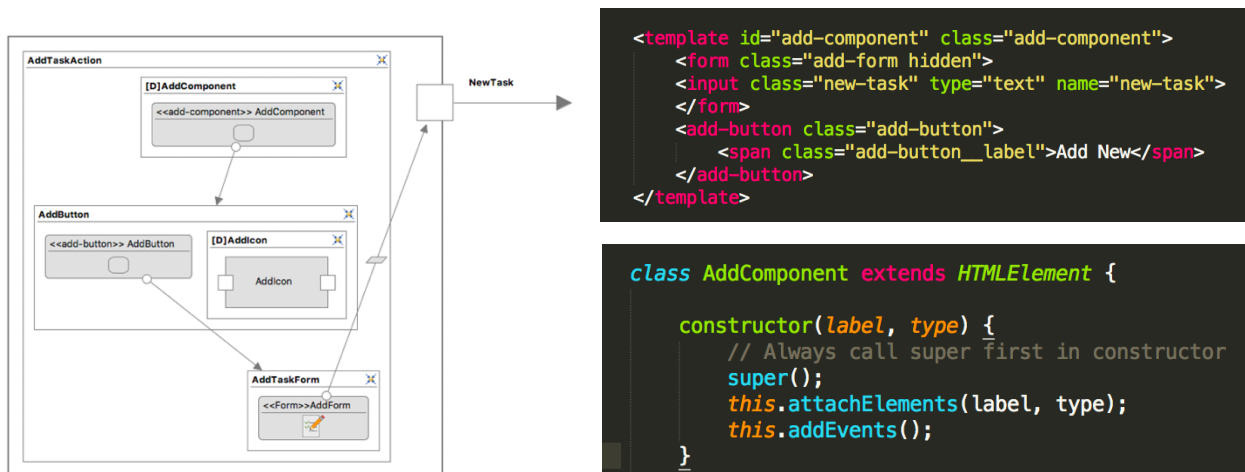 AddTaskAction
[D]AddComponent
<<add-component>> AddComponent
NewTask
AddButton
<<add-button>> AddButton
[D]AddIcon
AddIcon
AddTaskForm
<<Form>>AddForm
<template id="add-component" class="add-component">
<form class="add-form hidden">
<input class="new-task" type="text" name="new-task">
</form>
<add-button class="add-button">
<span class="add-button__label">Add New</span>
</add-button>
</template>
class AddComponent extends HTMLElement {
constructor(label, type) {
// Always call super first in constructor
super();
this.attachElements(label, type);
this.addEvents();
}